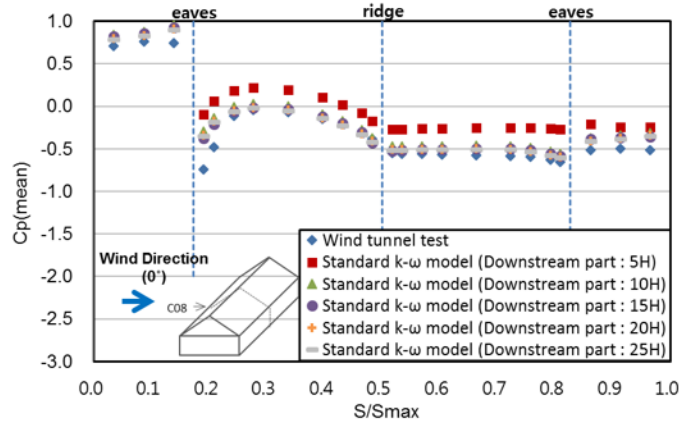 eaves ridge eaves
1.0
0.5
0.0
-0.5
-1.0
-1.5
-2.0
-2.5
-3.0
Cp(mean)
Wind Direction
(0°)
C08
Wind tunnel test
Standard k-ω model (Downstream part : 5H)
Standard k-ω model (Downstream part : 10H)
Standard k-ω model (Downstream part : 15H)
Standard k-ω model (Downstream part : 20H)
Standard k-ω model (Downstream part : 25H)
0.0 0.1 0.2 0.3 0.4 0.5 0.6 0.7 0.8 0.9 1.0
S/Smax